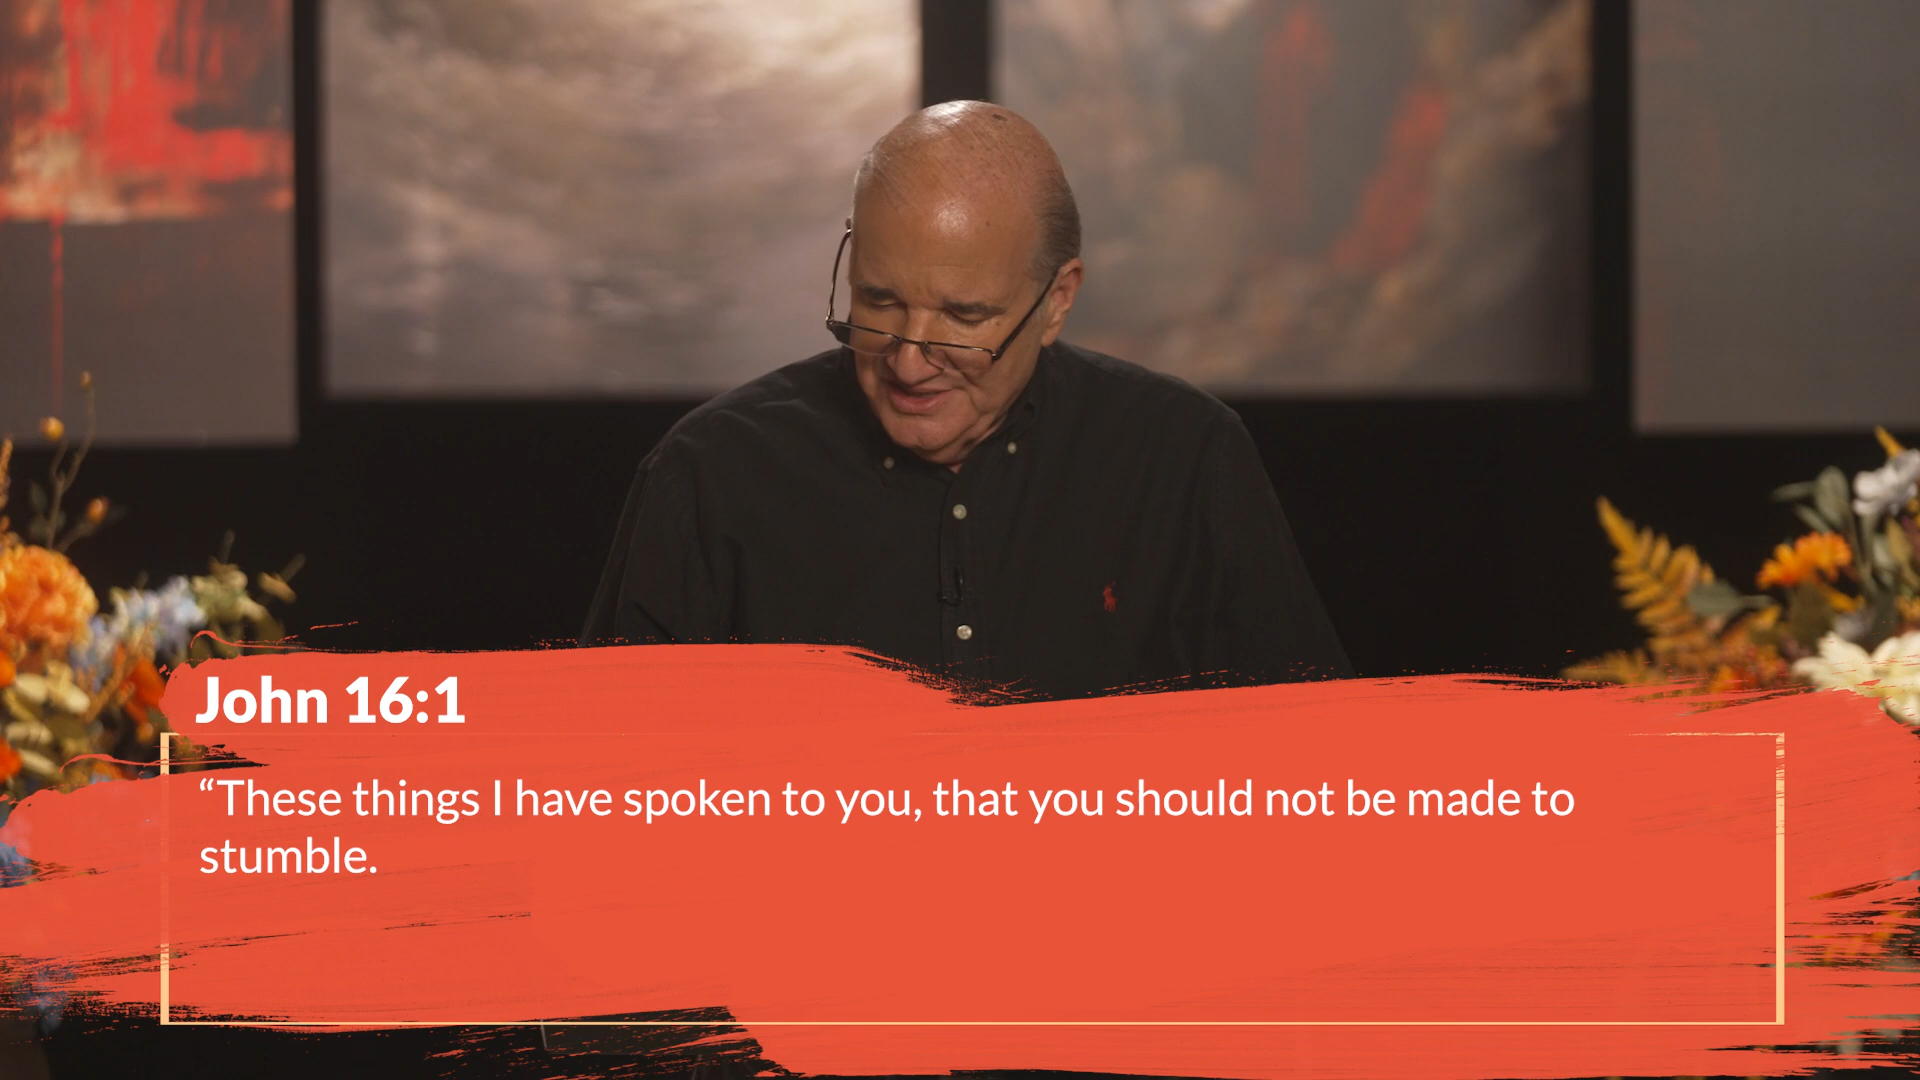 John 16:1
“These things I have spoken to you, that you should not be made to
stumble.